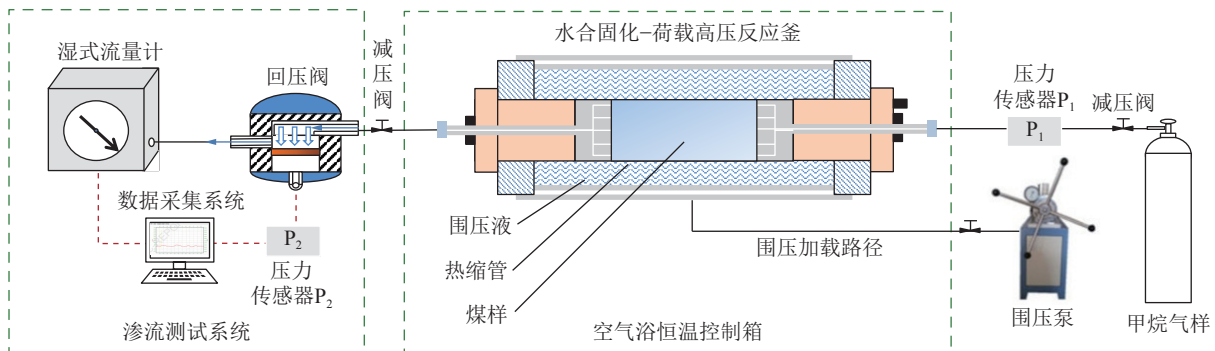 湿式流量计
回压阀
减
压
阀
水合固化-荷载高压反应釜
压力
传感器P₁
减压阀
P₁
数据采集系统
P₂
压力
传感器P₂
渗流测试系统
围压液
热缩管
煤样
围压加载路径
空气浴恒温控制箱
围压泵
甲烷气样